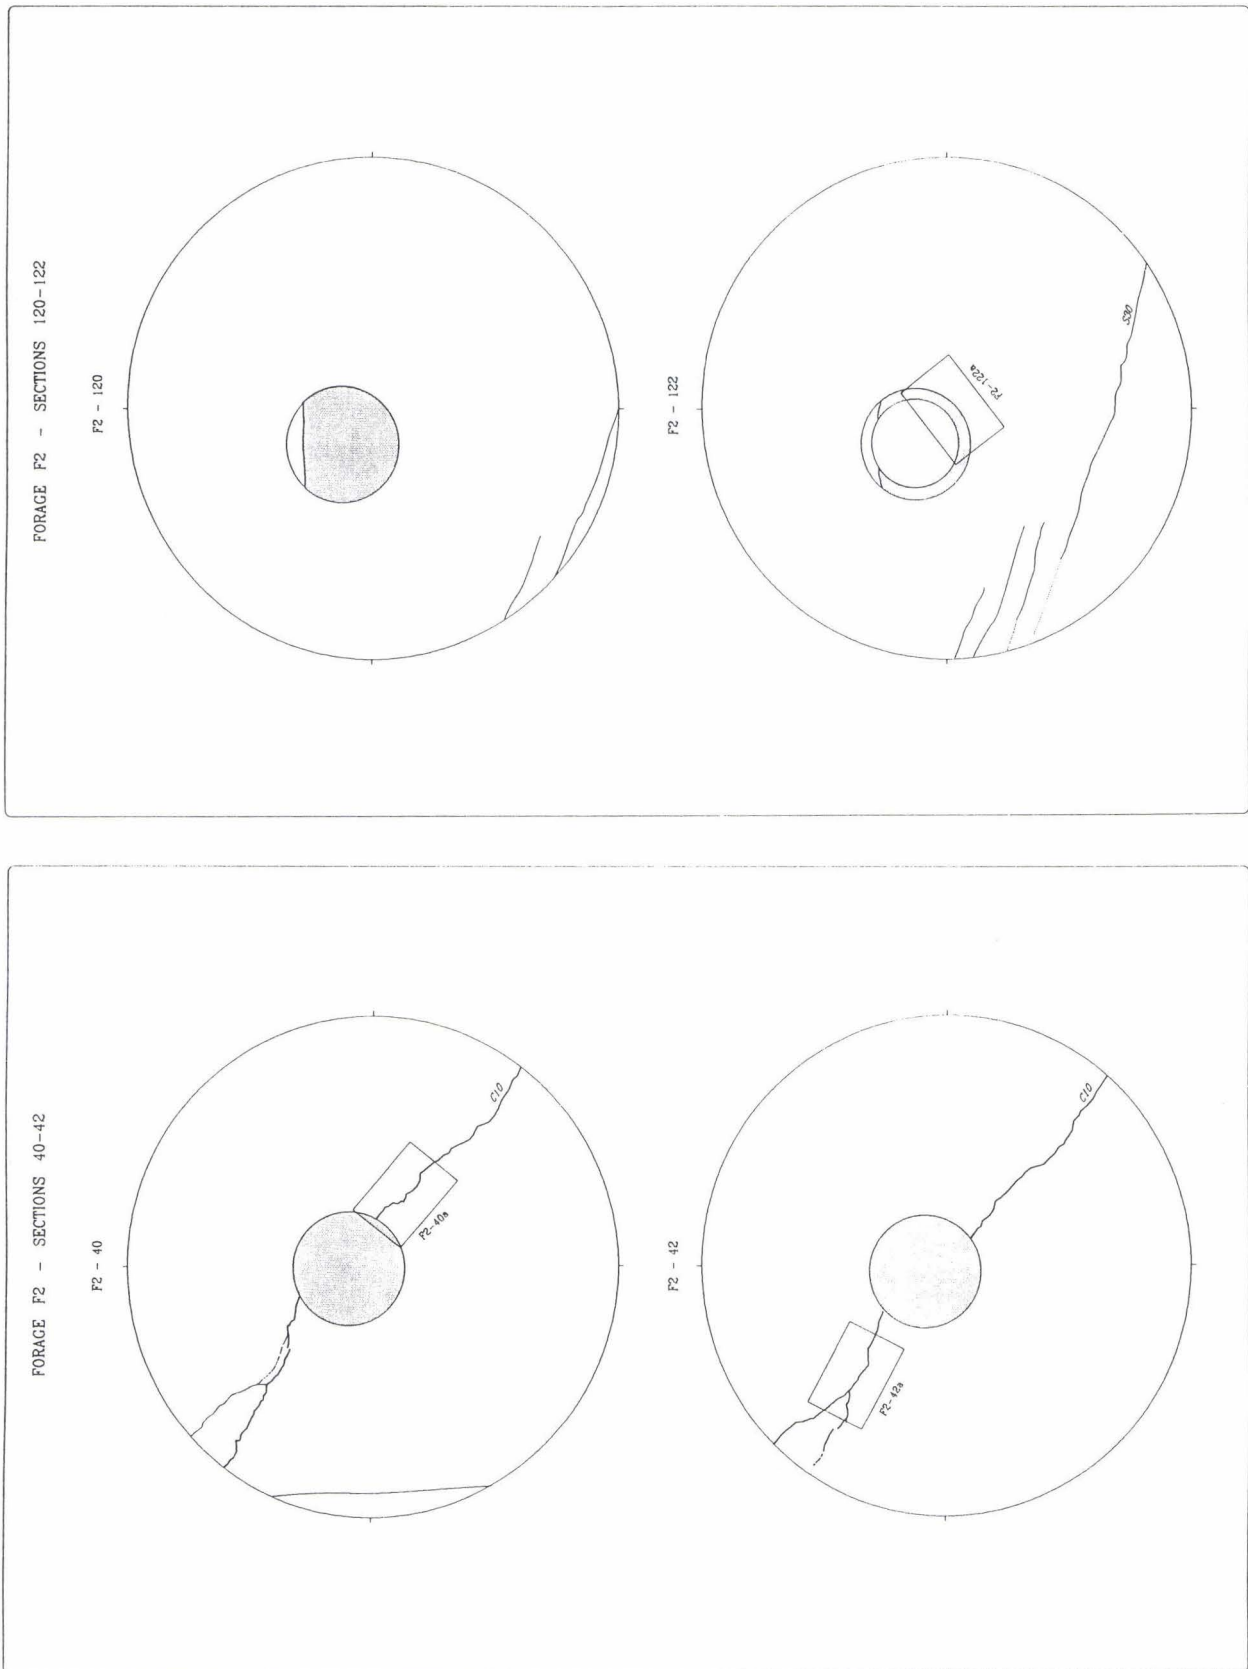 FORAGE F2 - SECTIONS 40-42
F2 - 40
C10
F2-40a
F2 - 42
C10
F2-42a
FORAGE F2 - SECTIONS 120-122
F2 - 120
F2 - 122
F2-122a
S30